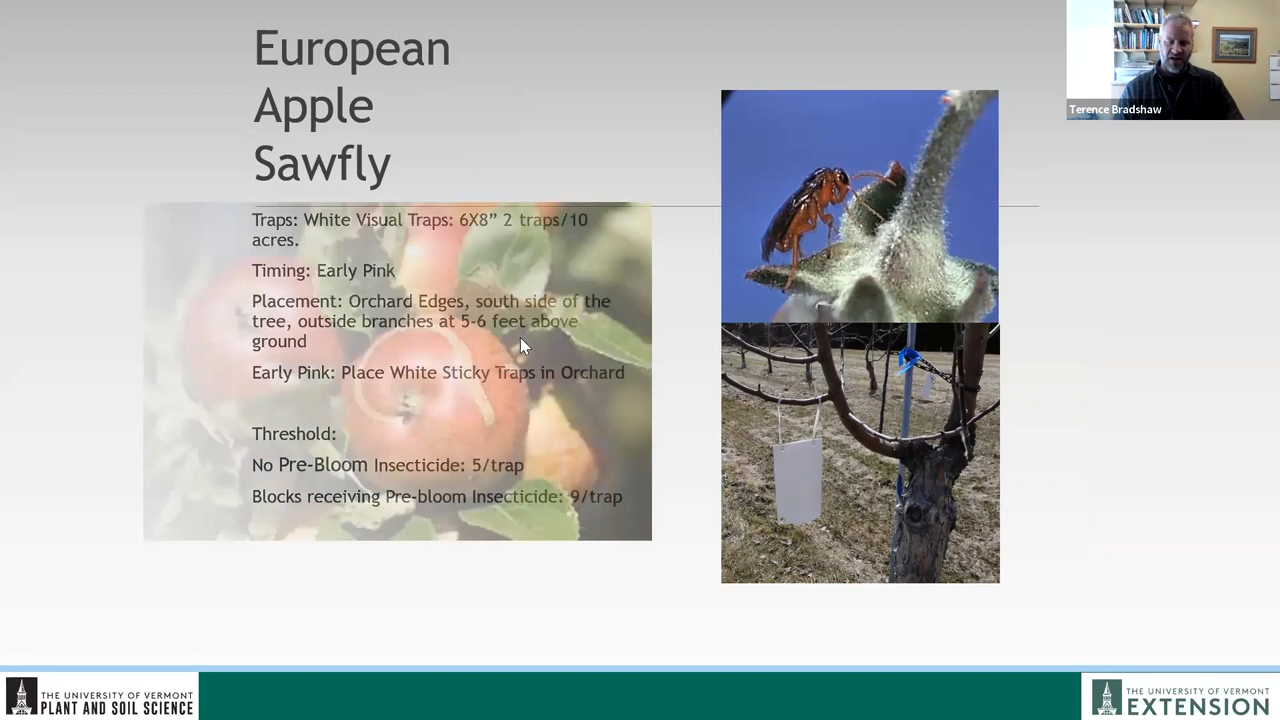 European
Apple
Sawfly
Terence Bradshaw
Traps: White Visual Traps: 6X8” 2 traps/10
acres.
Timing: Early Pink
Placement: Orchard Edges, south side of the
tree, outside branches at 5-6 feet above
ground
Early Pink: Place White Sticky Traps in Orchard
Threshold:
No Pre-Bloom Insecticide: 5/trap
Blocks receiving Pre-bloom Insecticide: 9/trap
THE UNIVERSITY OF VERMONT
PLANT AND SOIL SCIENCE
THE UNIVERSITY OF VERMONT
EXTENSION